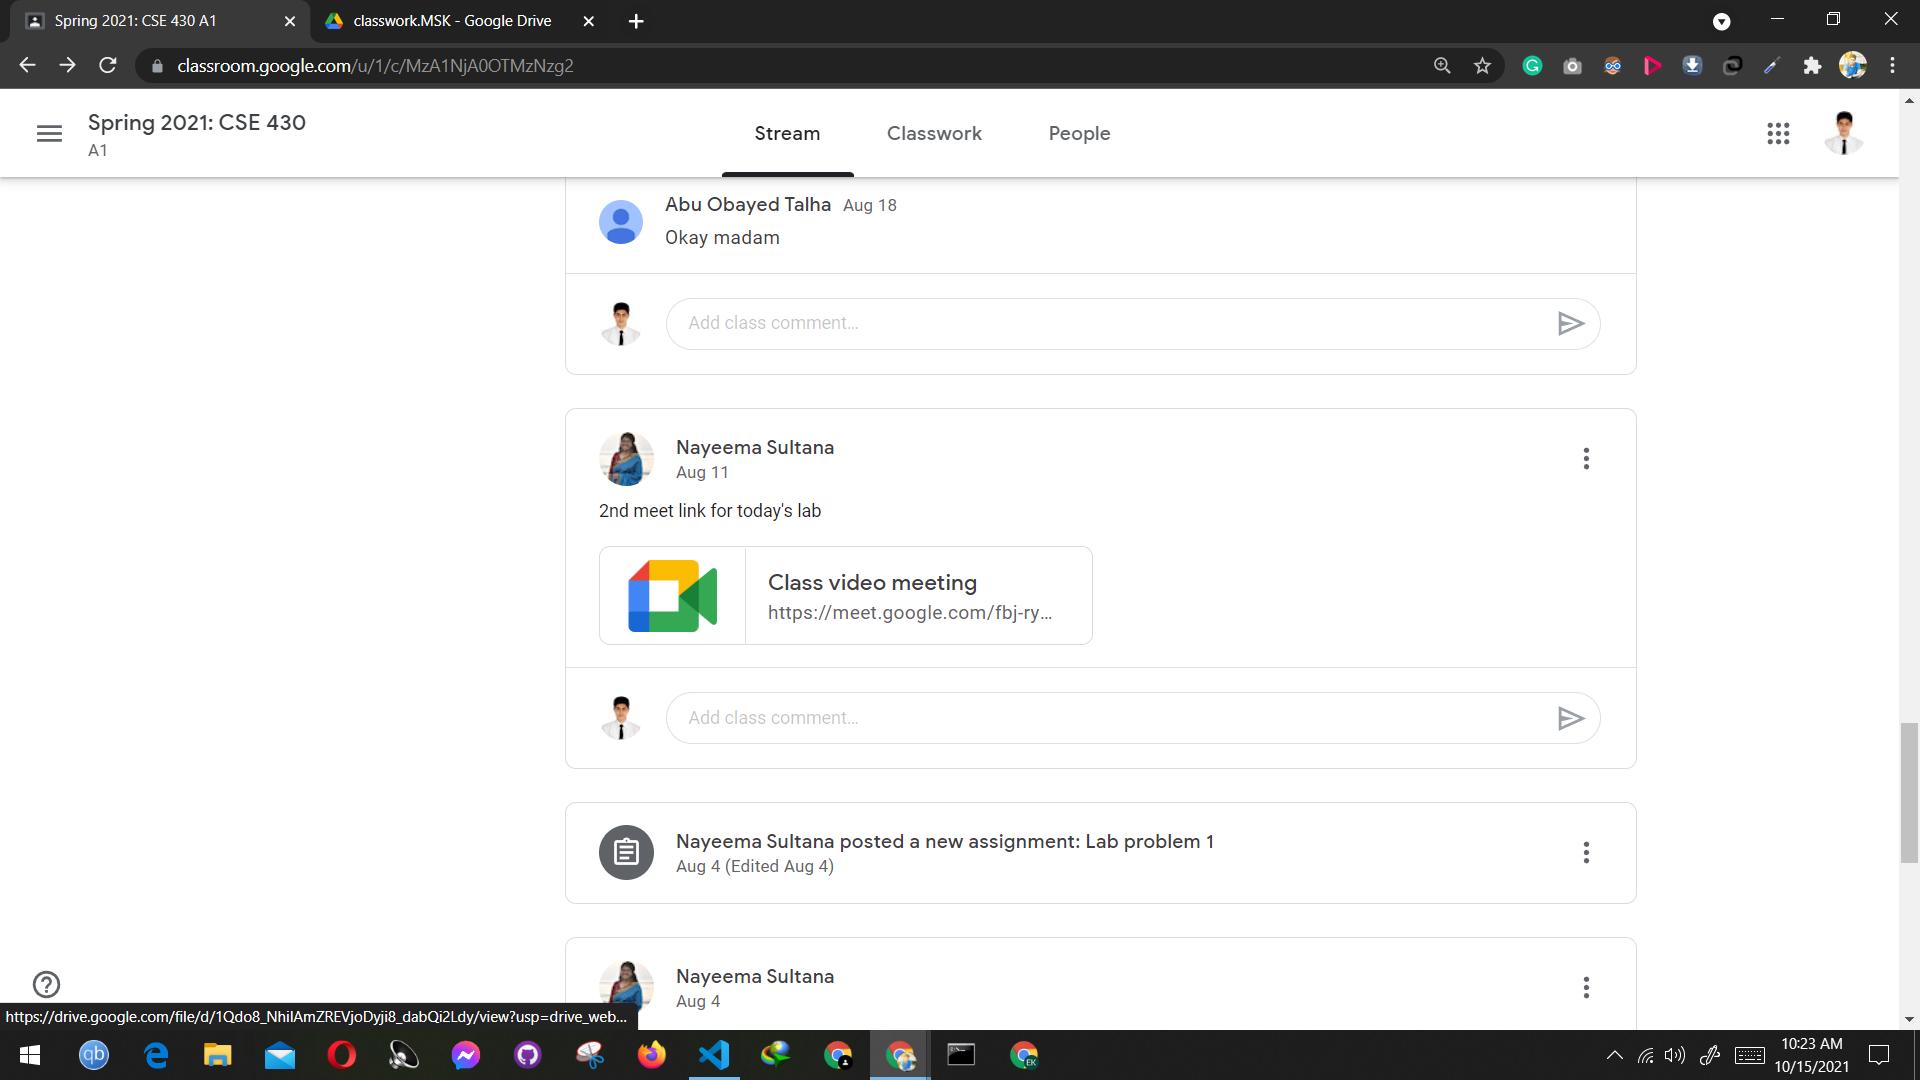 Spring 2021: CSE 430 A1
classwork.MSK - Google Drive
classroom.google.com/u/1/c/MzA1NjA0OTMzNzg2
Spring 2021: CSE 430
A1
Stream
Classwork
People
Abu Obayed Talha Aug 18
Okay madam
Add class comment...
Nayeema Sultana
Aug 11
2nd meet link for today's lab
Class video meeting
https://meet.google.com/fbj-ry...
Add class comment...
Nayeema Sultana posted a new assignment: Lab problem 1
Aug 4 (Edited Aug 4)
Nayeema Sultana
Aug 4
https://drive.google.com/file/d/1Qdo8_NhilAmZREVjoDyji8_dabQi2Ldy/view?usp=drive_web...
qb
EK
10:23 AM
10/15/2021